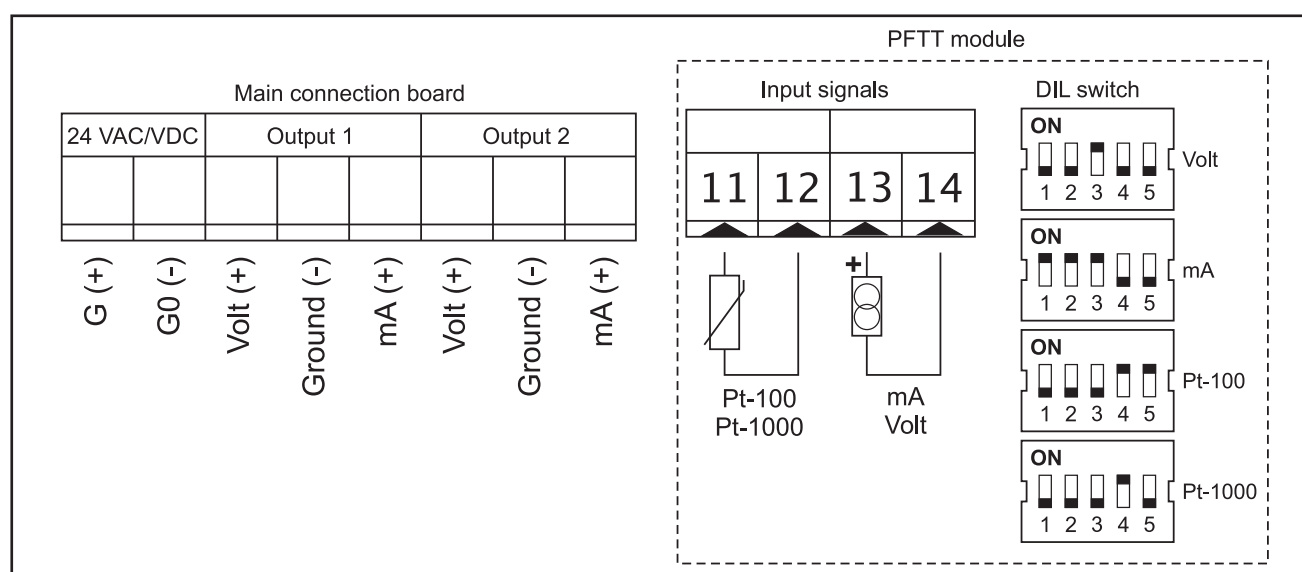 PFTT module
Main connection board
24 VAC/VDC Output 1 Output 2
G (+)
G0 (-)
Volt (+)
Ground (-)
mA (+)
Volt (+)
Ground (-)
mA (+)
Input signals
11 12 13 14
+
Pt-100
Pt-1000
mA
Volt
DIL switch
ON
1 2 3 4 5
Volt
ON
1 2 3 4 5
mA
ON
1 2 3 4 5
Pt-100
ON
1 2 3 4 5
Pt-1000